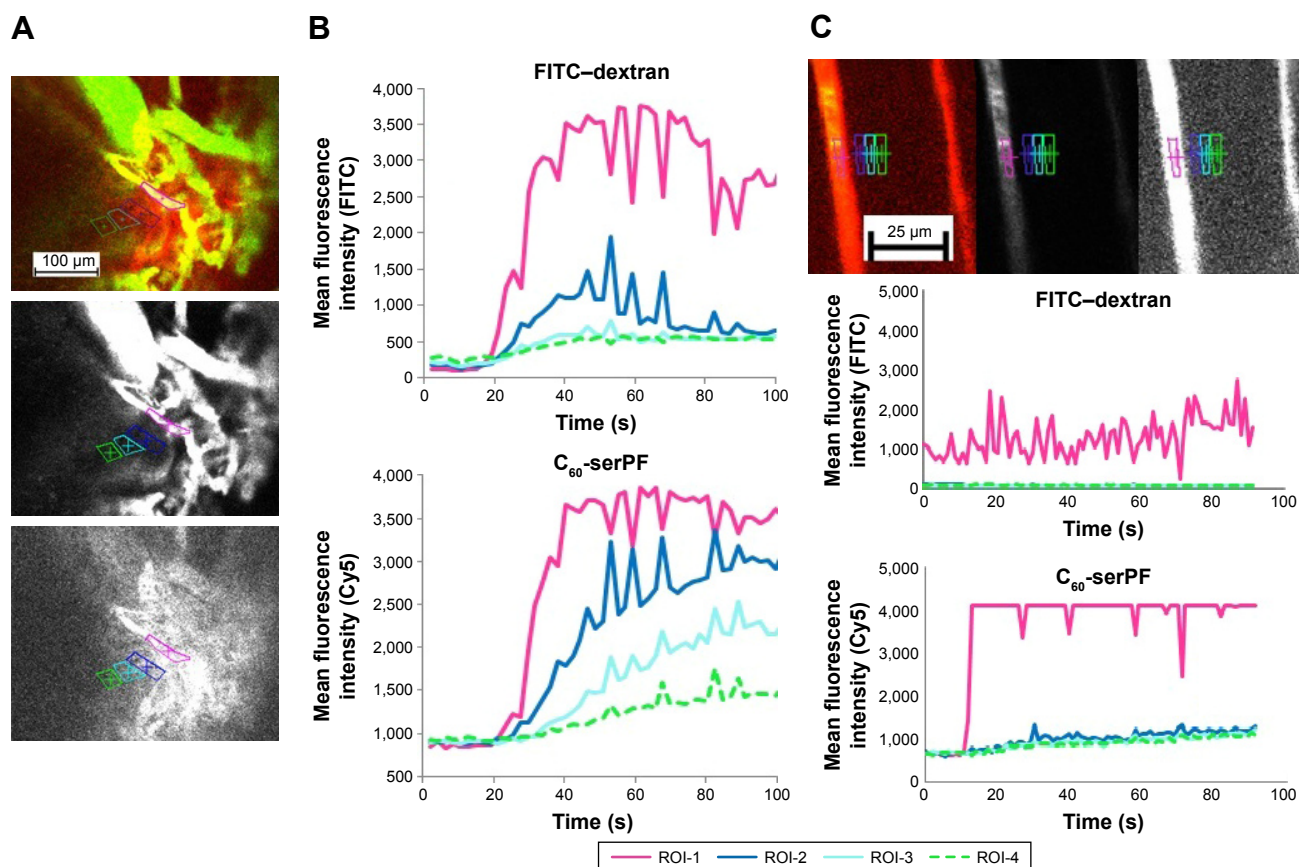 A
100 µm
B
FITC–dextran
Mean fluorescence
intensity (FITC)
4,000
3,500
3,000
2,500
2,000
1,500
1,000
500
0
0 20 40 60 80 100
Time (s)
C₆₀-serPF
Mean fluorescence
intensity (Cy5)
4,000
3,500
3,000
2,500
2,000
1,500
1,000
500
0 20 40 60 80 100
Time (s)
C
25 µm
FITC–dextran
Mean fluorescence
intensity (FITC)
5,000
4,000
3,000
2,000
1,000
0
0 20 40 60 80 100
Time (s)
C₆₀-serPF
Mean fluorescence
intensity (Cy5)
5,000
4,000
3,000
2,000
1,000
0
0 20 40 60 80 100
Time (s)
ROI-1 ROI-2 ROI-3 ROI-4